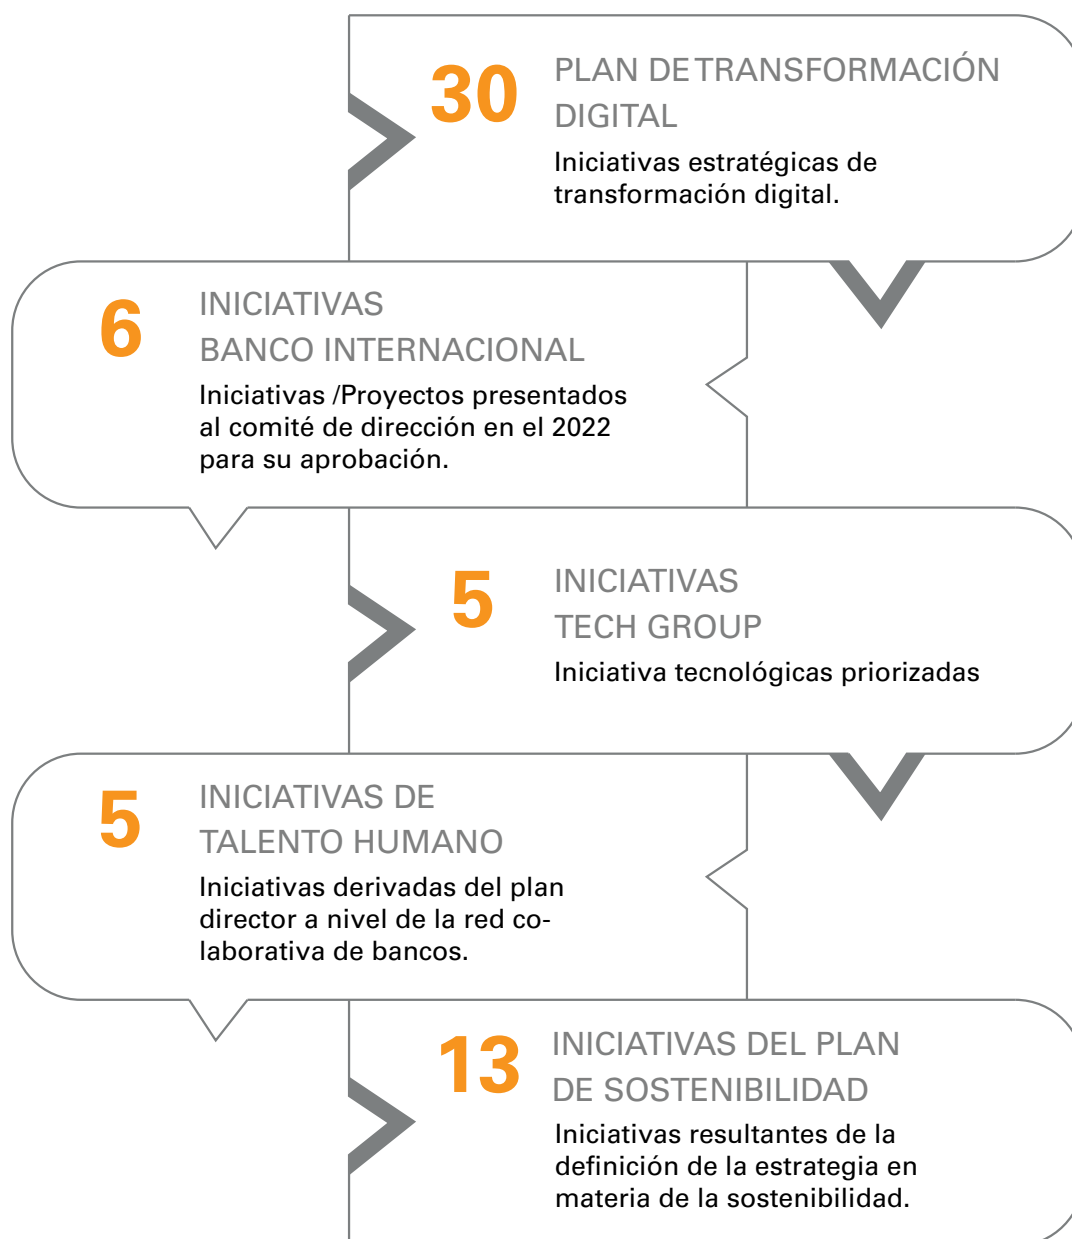 30
PLAN DE TRANSFORMACIÓN
DIGITAL
Iniciativas estratégicas de
transformación digital.
6
INICIATIVAS
BANCO INTERNACIONAL
Iniciativas /Proyectos presentados
al comité de dirección en el 2022
para su aprobación.
5
INICIATIVAS
TECH GROUP
Iniciativa tecnológicas priorizadas
5
INICIATIVAS DE
TALENTO HUMANO
Iniciativas derivadas del plan
director a nivel de la red co-
laborativa de bancos.
13
INICIATIVAS DEL PLAN
DE SOSTENIBILIDAD
Iniciativas resultantes de la
definición de la estrategia en
materia de la sostenibilidad.